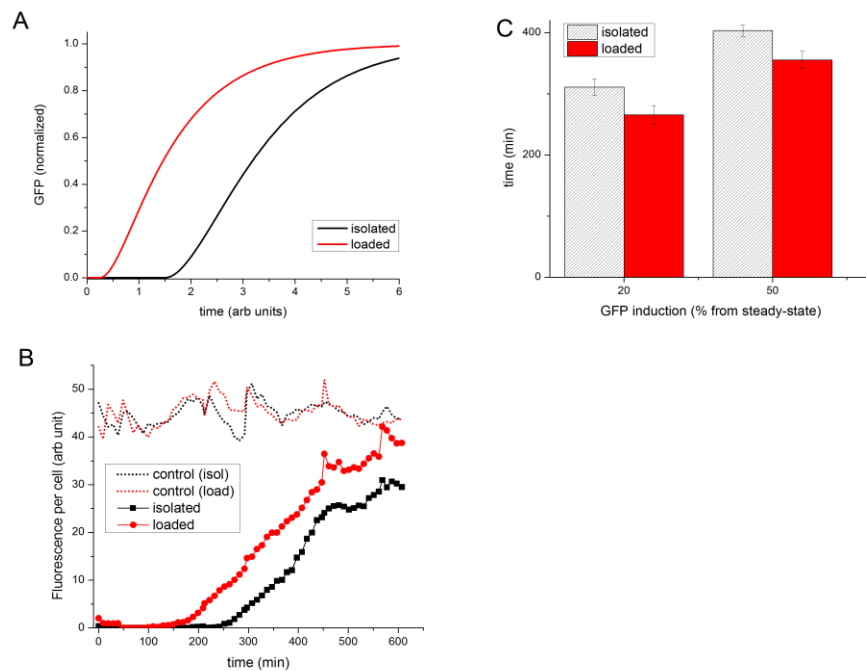 A
GFP (normalized)
1.0
0.8
0.6
0.4
0.2
0.0
isolated
loaded
0 1 2 3 4 5 6
time (arb units)
B
Fluorescence per cell (arb unit)
50
40
30
20
10
0
control (isol)
control (load)
isolated
loaded
0 100 200 300 400 500 600
time (min)
C
time (min)
400
200
0
isolated
loaded
20 50
GFP induction (% from steady-state)